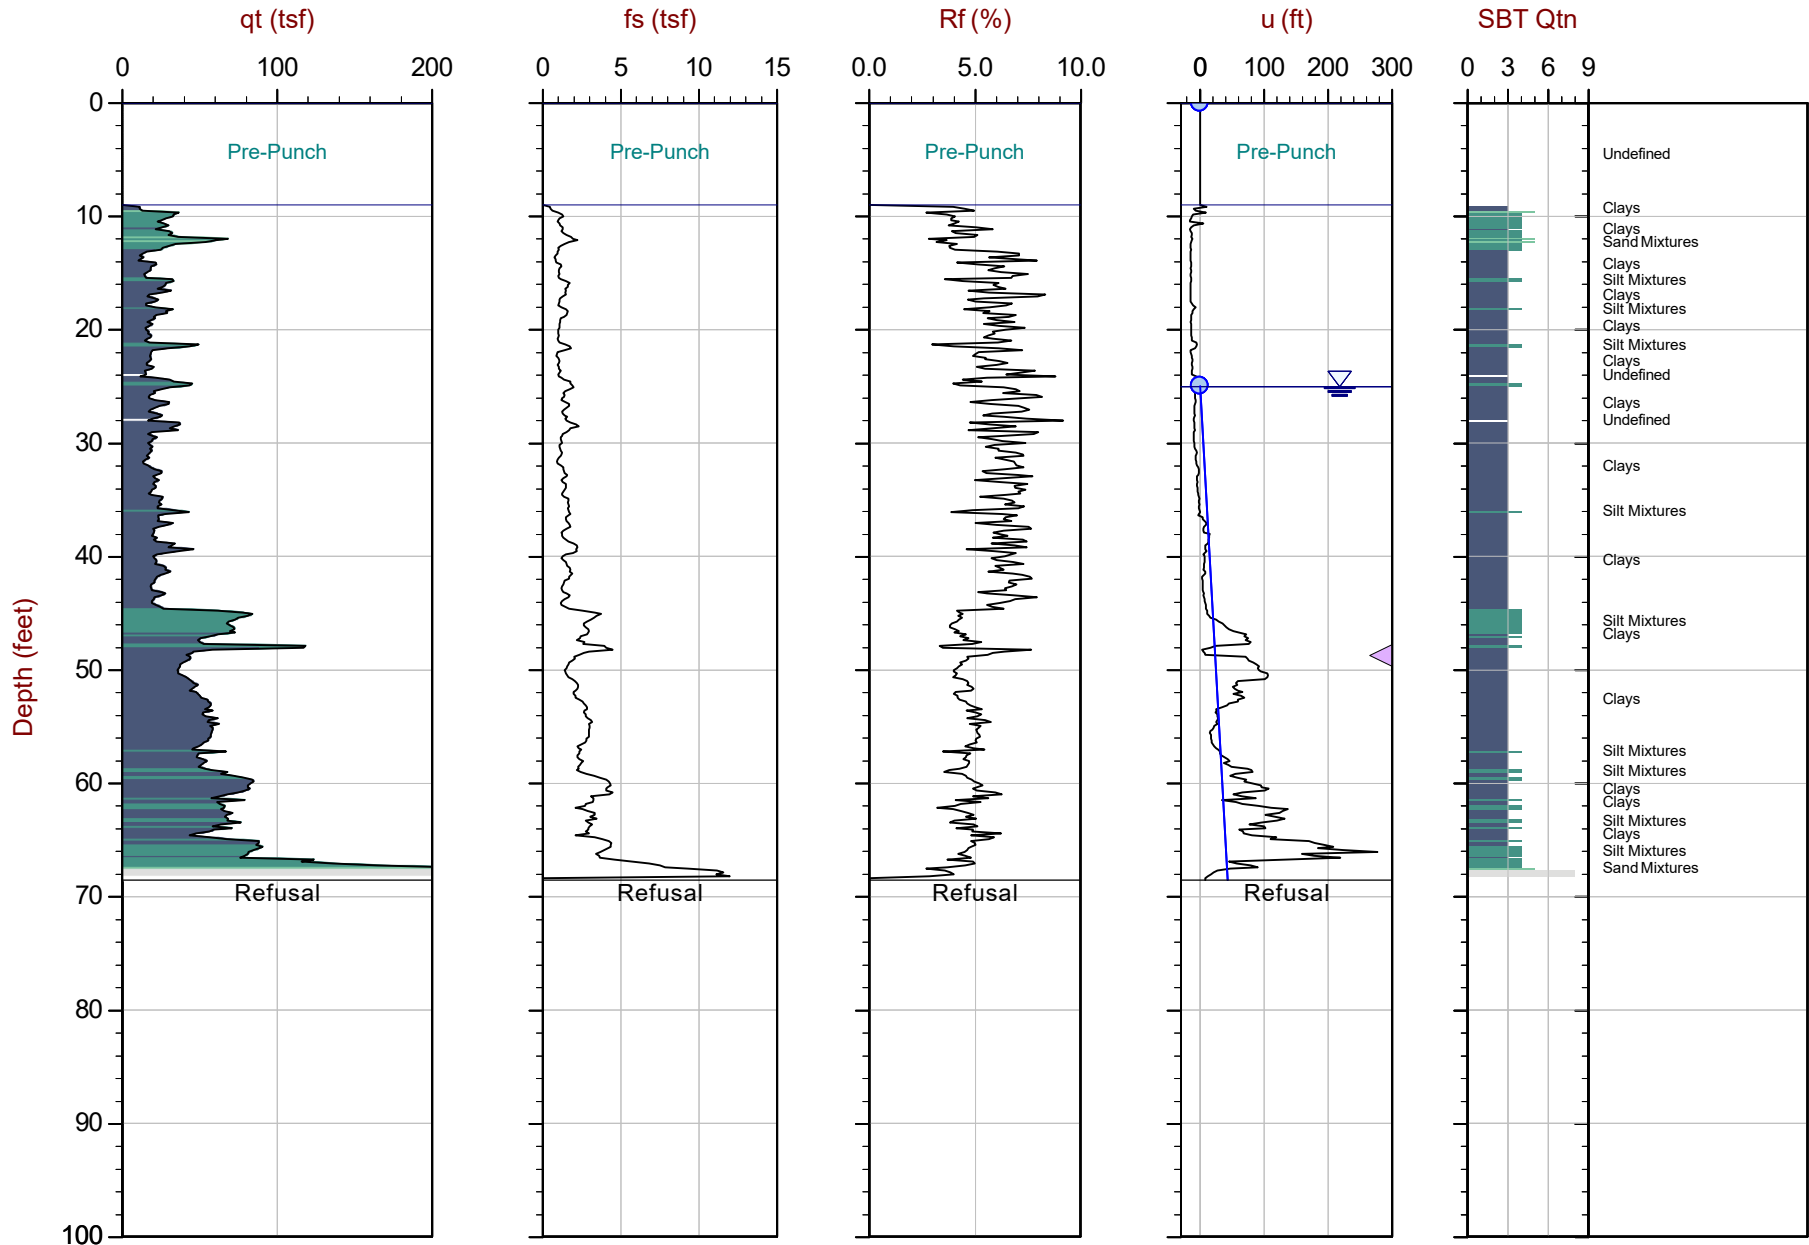 qt (tsf) fs (tsf) Rf (%) u (ft) SBT Qtn
0 100 200 0 5 10 15 0.0 5.0 10.0 0 100 200 300 0 3 6 9
0
Pre-Punch Pre-Punch Pre-Punch Pre-Punch Undefined
Clays
10
Clays
Sand Mixtures
Clays
Silt Mixtures
Clays
Silt Mixtures
Clays
20
Silt Mixtures
Clays
Undefined
Clays
Undefined
30
Clays
Silt Mixtures
40
Clays
Silt Mixtures
Clays
50
Clays
Depth (feet)
Silt Mixtures
Silt Mixtures
60
Clays
Clays
Silt Mixtures
Clays
Silt Mixtures
Sand Mixtures
Refusal Refusal Refusal Refusal
70
80
90
100